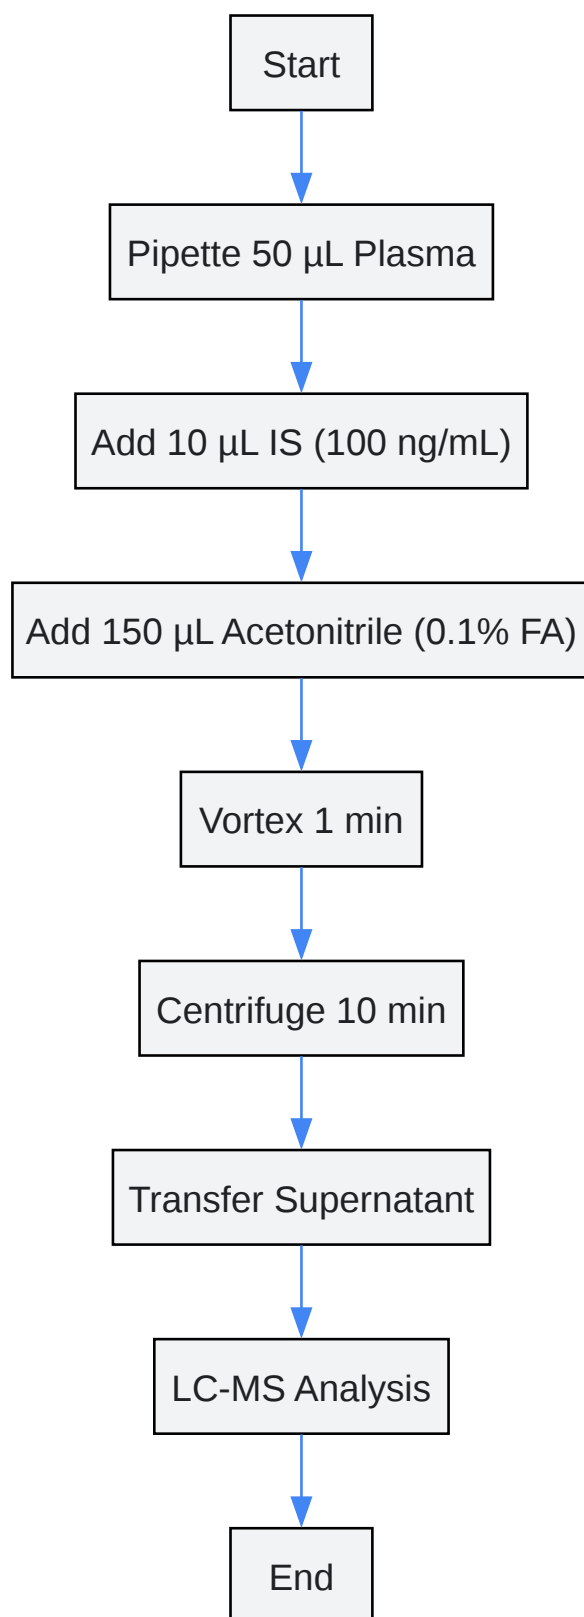 Start
Pipette 50 µL Plasma
Add 10 µL IS (100 ng/mL)
Add 150 µL Acetonitrile (0.1% FA)
Vortex 1 min
Centrifuge 10 min
Transfer Supernatant
LC-MS Analysis
End